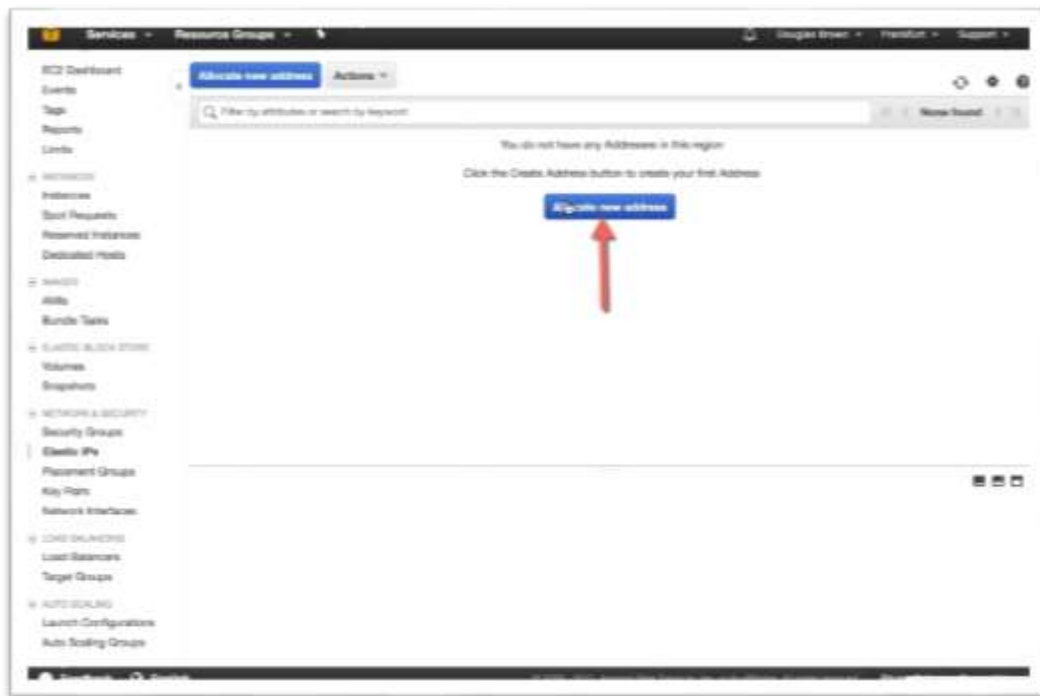 Services Resource Groups Douglas Brown Frankfurt Support
EC2 Dashboard
Events
Tags
Reports
Limits
INSTANCES
Instances
Spot Requests
Reserved Instances
Dedicated Hosts
IMAGES
AMIs
Bundle Tasks
ELASTIC BLOCK STORE
Volumes
Snapshots
NETWORK & SECURITY
Security Groups
Elastic IPs
Placement Groups
Key Pairs
Network Interfaces
LOAD BALANCING
Load Balancers
Target Groups
AUTO SCALING
Launch Configurations
Auto Scaling Groups
Allocate new address Actions
Filter by attributes or search by keyword
None found
You do not have any Addresses in this region
Click the Create Address button to create your first Address
Allocate new address
Feedback English